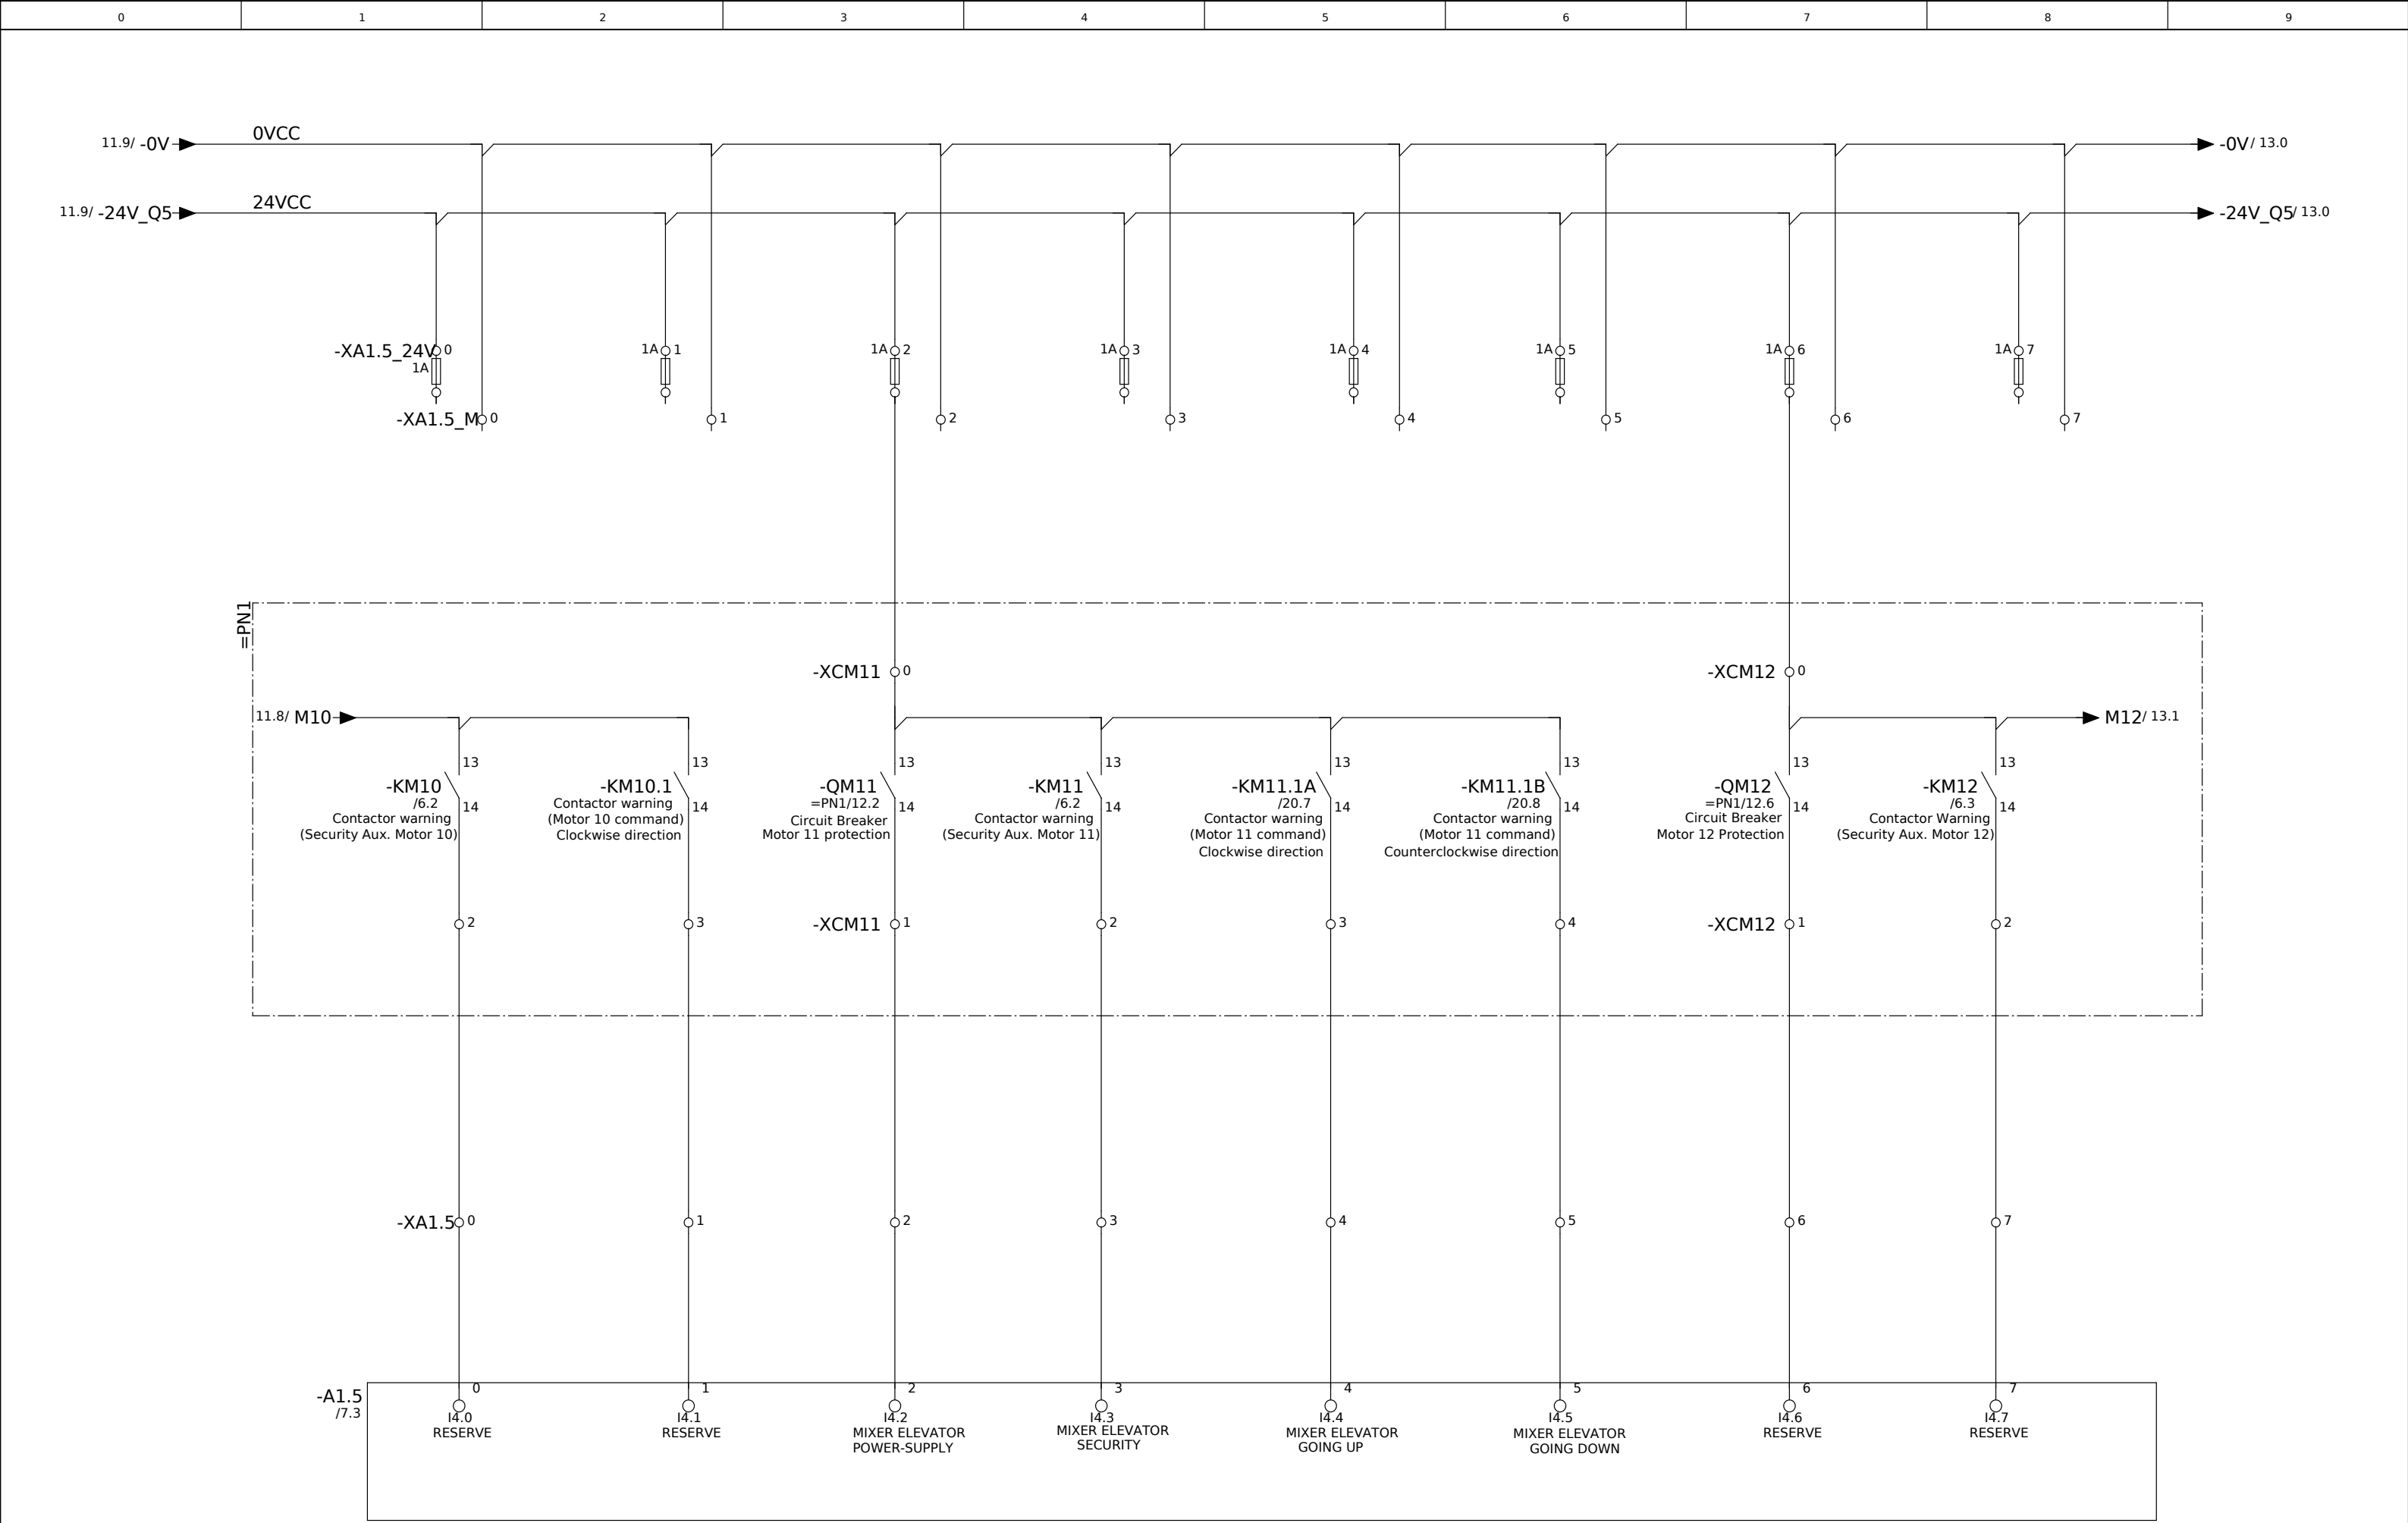 0 1 2 3 4 5 6 7 8 9
11.9/ -0V 0VCC -0V / 13.0
11.9/ -24V_Q5 24VCC -24V_Q5 / 13.0
-XA1.5_24V 0 1A 1 1A 2 1A 3 1A 4 1A 5 1A 6 1A 7
1A
-XA1.5_M 0 1 2 3 4 5 6 7
=PN1
-XCM11 0 -XCM12 0
11.8/ M10 M12 / 13.1
13 13 13 13 13 13 13 13
-KM10 -KM10.1 -QM11 -KM11 -KM11.1A -KM11.1B -QM12 -KM12
14 14 14 14 14 14 14 14
/6.2
Contactor warning
(Security Aux. Motor 10)
Contactor warning
(Motor 10 command)
Clockwise direction
=PN1/12.2
Circuit Breaker
Motor 11 protection
/6.2
Contactor warning
(Security Aux. Motor 11)
/20.7
Contactor warning
(Motor 11 command)
Clockwise direction
/20.8
Contactor warning
(Motor 11 command)
Counterclockwise direction
=PN1/12.6
Circuit Breaker
Motor 12 Protection
/6.3
Contactor Warning
(Security Aux. Motor 12)
2 3 -XCM11 1 2 3 4 -XCM12 1 2
-XA1.5 0 1 2 3 4 5 6 7
-A1.5 0 1 2 3 4 5 6 7
/7.3
I4.0
RESERVE
I4.1
RESERVE
I4.2
MIXER ELEVATOR
POWER-SUPPLY
I4.3
MIXER ELEVATOR
SECURITY
I4.4
MIXER ELEVATOR
GOING UP
I4.5
MIXER ELEVATOR
GOING DOWN
I4.6
RESERVE
I4.7
RESERVE